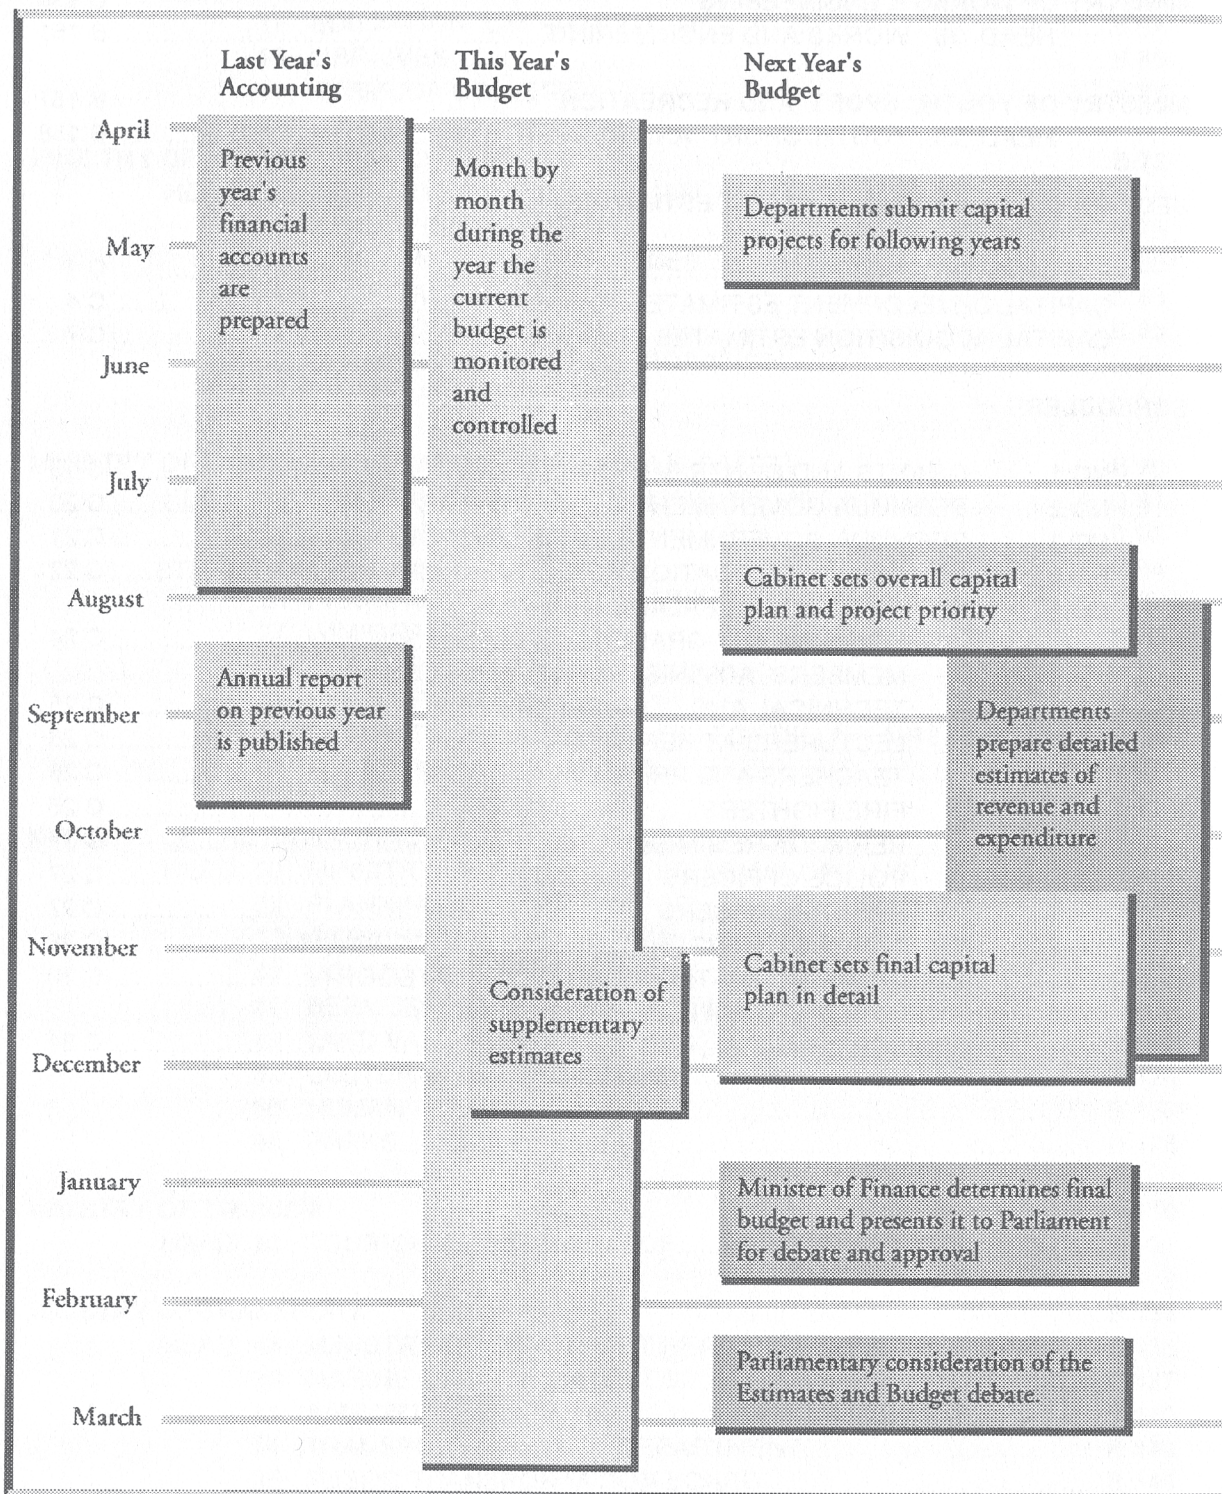 Last Year's
Accounting
This Year's
Budget
Next Year's
Budget
April
May
June
July
August
September
October
November
December
January
February
March
Previous
year's
financial
accounts
are
prepared
Annual report
on previous year
is published
Month by
month
during the
year the
current
budget is
monitored
and
controlled
Consideration of
supplementary
estimates
Departments submit capital
projects for following years
Cabinet sets overall capital
plan and project priority
Departments
prepare detailed
estimates of
revenue and
expenditure
Cabinet sets final capital
plan in detail
Minister of Finance determines final
budget and presents it to Parliament
for debate and approval
Parliamentary consideration of the
Estimates and Budget debate.